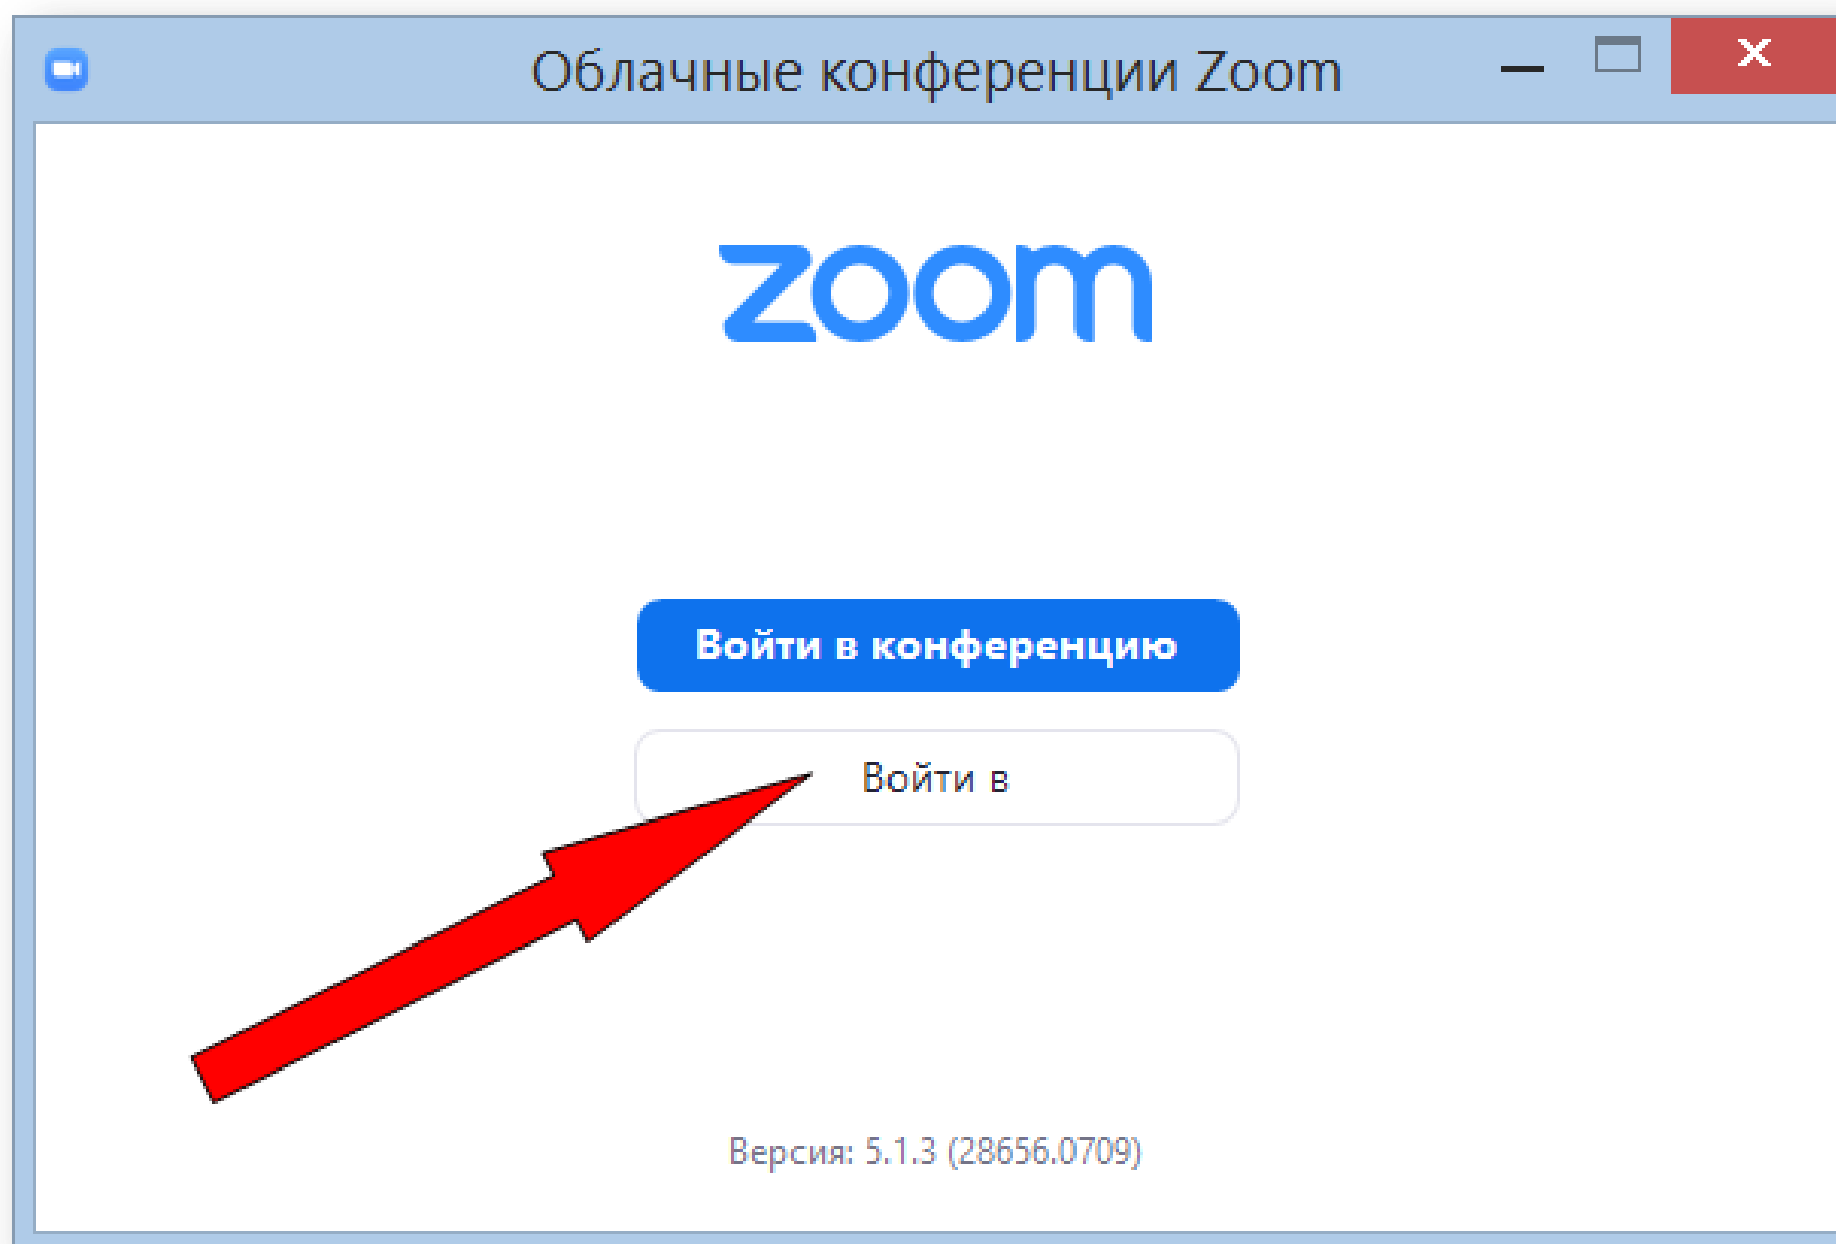 Облачные конференции Zoom
zoom
Войти в конференцию
Войти в
Версия: 5.1.3 (28656.0709)